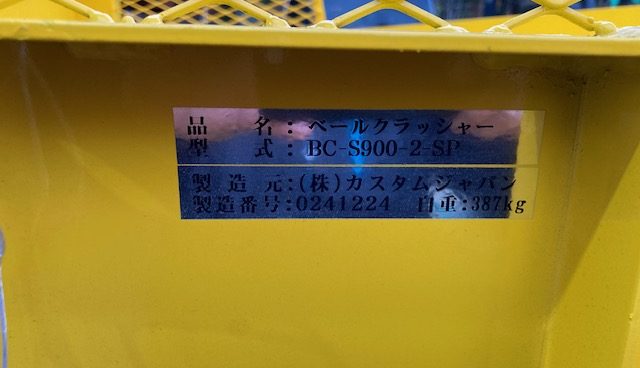 品 名 : ベールクラッシャー
型 式 : BC-S900-2-SP
製 造 元:(株)カスタムジャパン
製造番号:0241224 自重:387kg